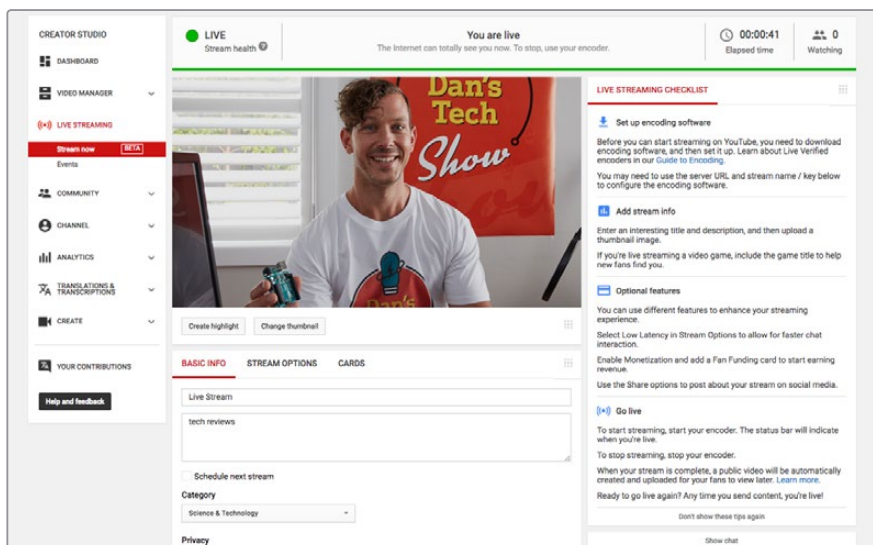 CREATOR STUDIO
DASHBOARD
VIDEO MANAGER
LIVE STREAMING
Stream now BETA
Events
COMMUNITY
CHANNEL
ANALYTICS
TRANSLATIONS &
TRANSCRIPTIONS
CREATE
YOUR CONTRIBUTIONS
Help and feedback
LIVE
Stream health ?
You are live
The Internet can totally see you now. To stop, use your encoder.
00:00:41
Elapsed time
0
Watching
Dan's
Tech
Show
Dan's
Create highlight
Change thumbnail
BASIC INFO
STREAM OPTIONS
CARDS
Live Stream
tech reviews
Schedule next stream
Category
Science & Technology
Privacy
LIVE STREAMING CHECKLIST
Set up encoding software
Before you can start streaming on YouTube, you need to download
encoding software, and then set it up. Learn about Live Verified
encoders in our Guide to Encoding.
You may need to use the server URL and stream name / key below
to configure the encoding software.
Add stream info
Enter an interesting title and description, and then upload a
thumbnail image.
If you're live streaming a video game, include the game title to help
new fans find you.
Optional features
You can use different features to enhance your streaming
experience.
Select Low Latency in Stream Options to allow for faster chat
interaction.
Enable Monetization and add a Fan Funding card to start earning
revenue.
Use the Share options to post about your stream on social media.
Go live
To start streaming, start your encoder. The status bar will indicate
when you're live.
To stop streaming, stop your encoder.
When your stream is complete, a public video will be automatically
created and uploaded for your fans to view later. Learn more.
Ready to go live again? Any time you send content, you're live!
Don't show these tips again
Show chat